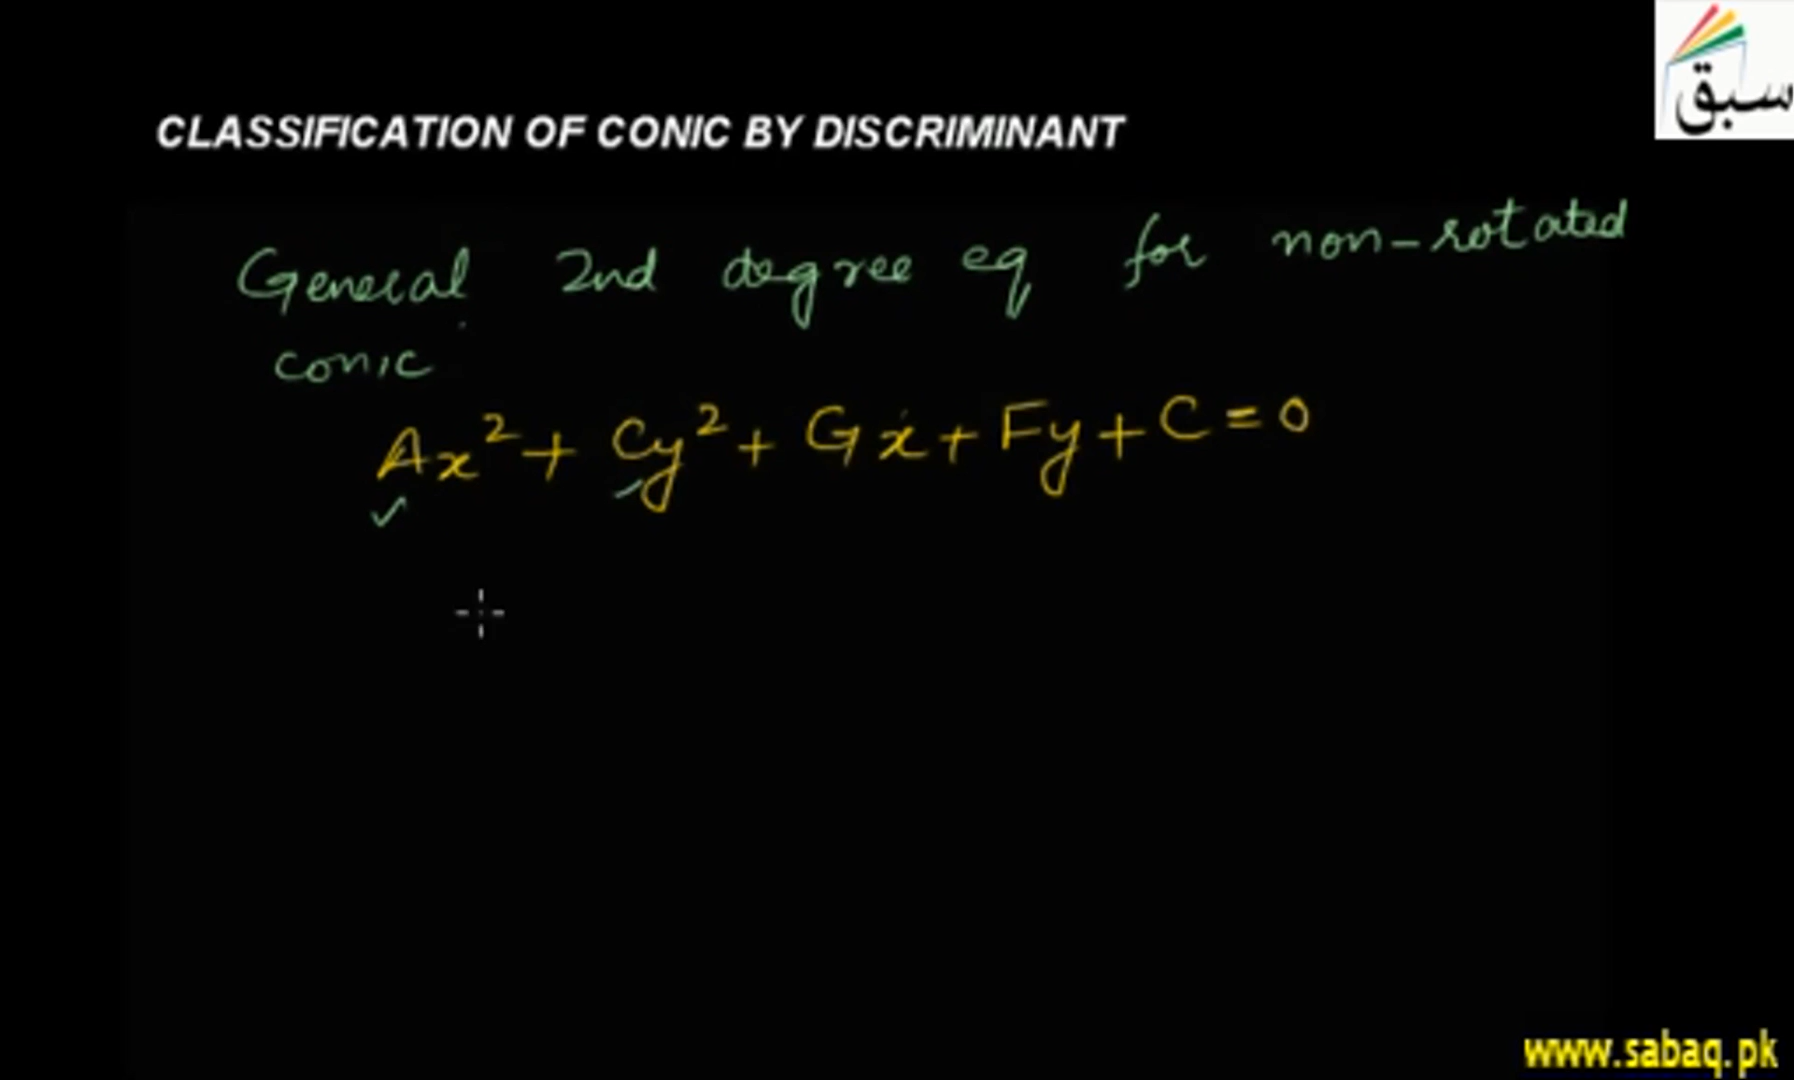 سبق
CLASSIFICATION OF CONIC BY DISCRIMINANT
General 2nd degree eq for non-rotated
conic
Ax² + Cy² + Gx + Fy + C = 0
www.sabaq.pk